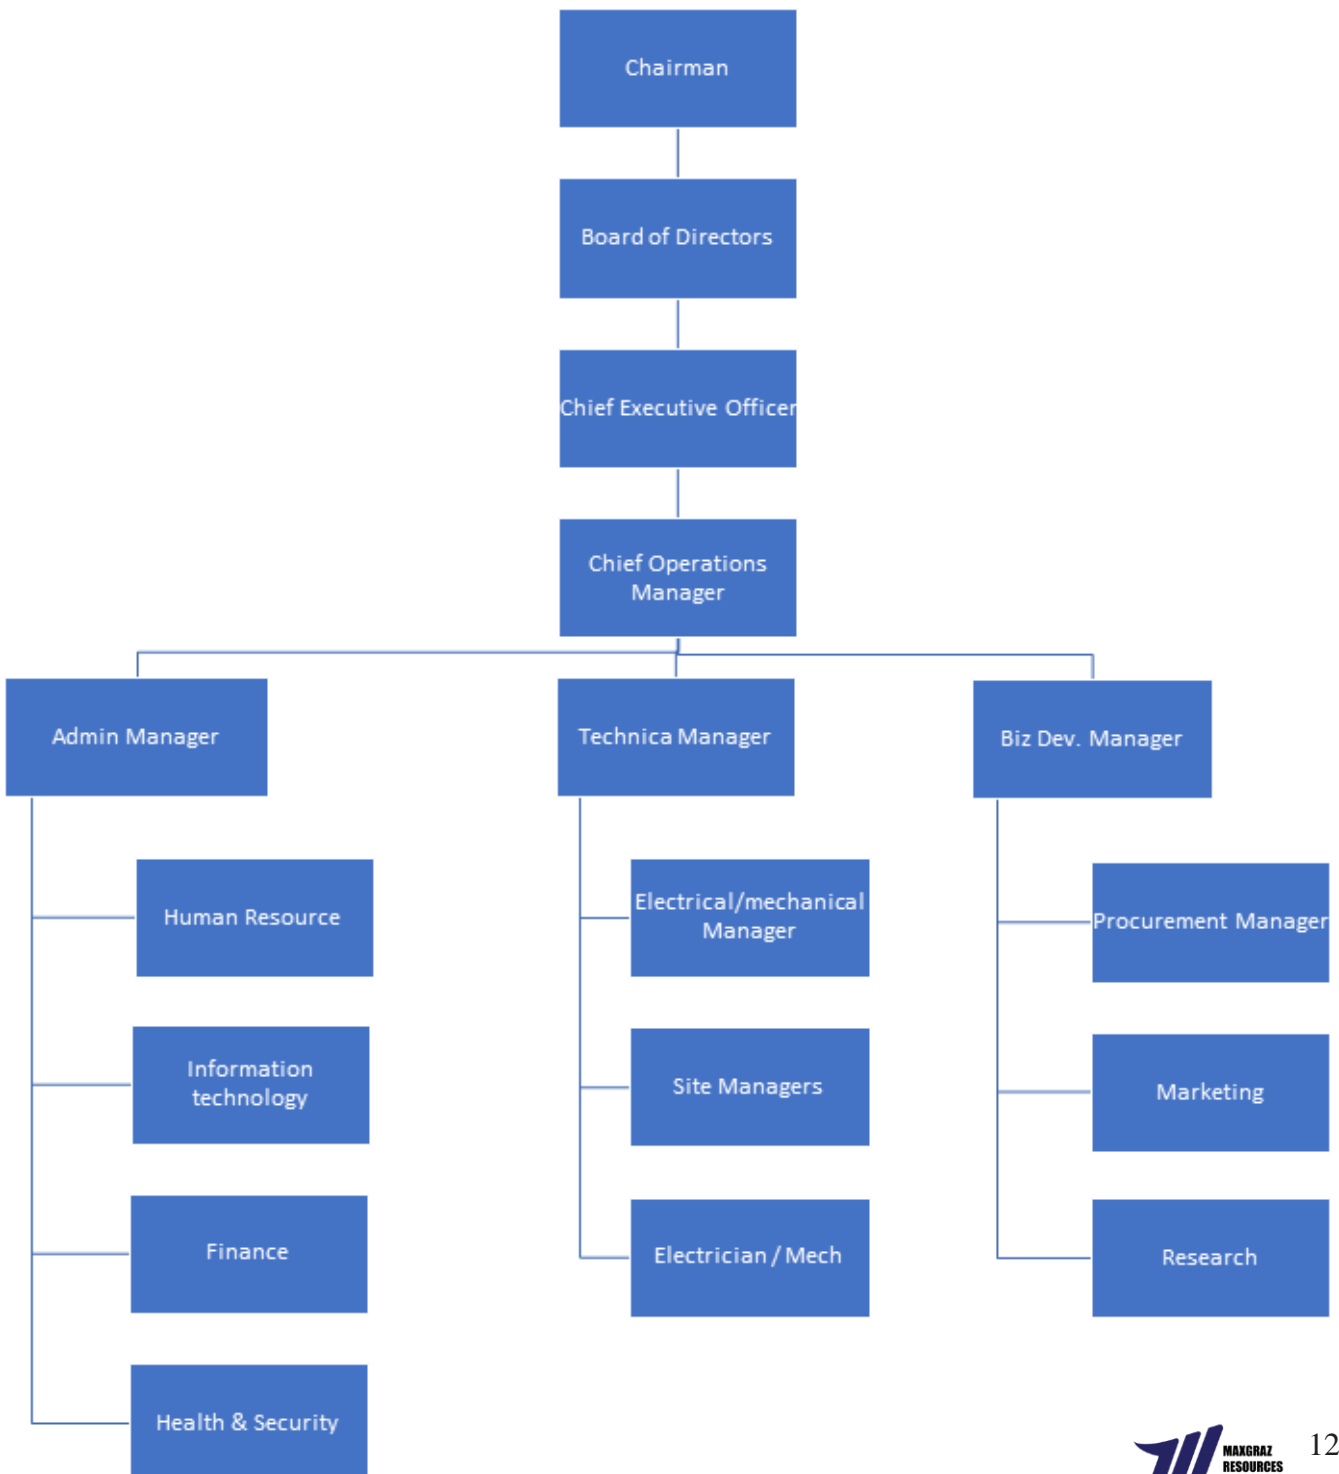 Chairman
Board of Directors
Chief Executive Officer
Chief Operations
Manager
Admin Manager
Technica Manager
Biz Dev. Manager
Human Resource
Information
technology
Finance
Health & Security
Electrical/mechanical
Manager
Site Managers
Electrician / Mech
Procurement Manager
Marketing
Research
MAXGRAZ
RESOURCES
12